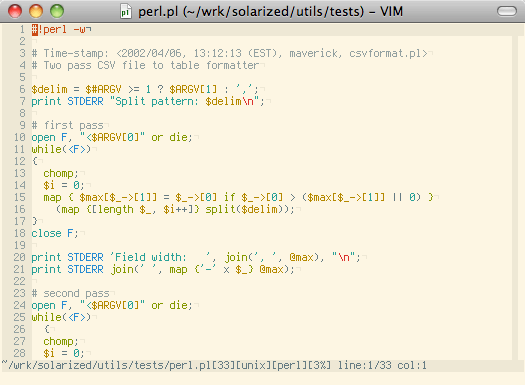 perl.pl (~/wrk/solarized/utils/tests) – VIM
1 #!perl -w¬
2 ¬
3 # Time-stamp: <2002/04/06, 13:12:13 (EST), maverick, csvformat.pl>¬
4 # Two pass CSV file to table formatter¬
5 ¬
6 $delim = $#ARGV >= 1 ? $ARGV[1] : ',';¬
7 print STDERR "Split pattern: $delim\n";¬
8 ¬
9 # first pass¬
10 open F, "<$ARGV[0]" or die;¬
11 while(<F>)¬
12 {¬
13 chomp;¬
14 $i = 0;¬
15 map { $max[$_->[1]] = $_->[0] if $_->[0] > ($max[$_->[1]] || 0) }¬
16 (map {[length $_, $i++]} split($delim));¬
17 }¬
18 close F;¬
19 ¬
20 print STDERR 'Field width:   ', join(', ', @max), "\n";¬
21 print STDERR join(' ', map {'-' x $_} @max);¬
22 ¬
23 # second pass¬
24 open F, "<$ARGV[0]" or die;¬
25 while(<F>)¬
26 {¬
27 chomp;¬
28 $i = 0;¬
~/wrk/solarized/utils/tests/perl.pl[33][unix][perl][3%] line:1/33 col:1